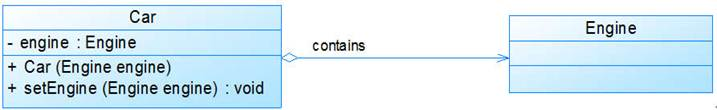 Car
- engine : Engine
+ Car (Engine engine)
+ setEngine (Engine engine) : void
contains
Engine